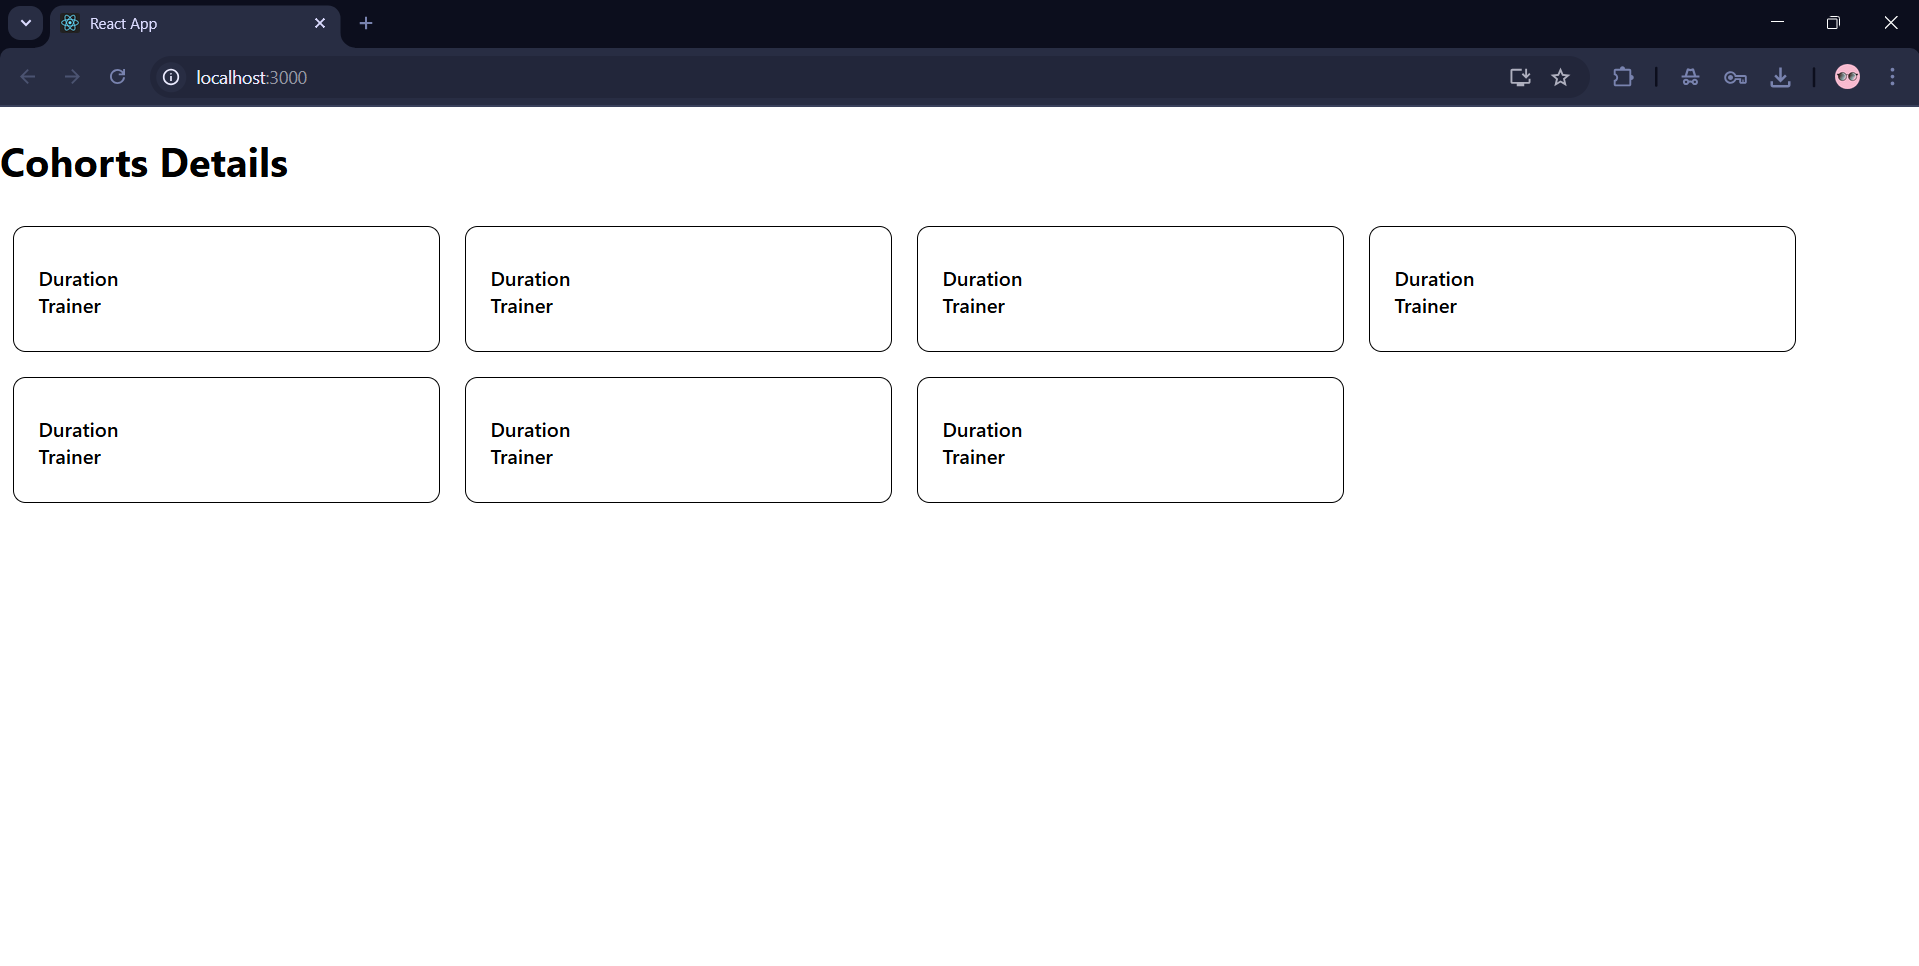 React App
localhost:3000
Cohorts Details
Duration
Trainer
Duration
Trainer
Duration
Trainer
Duration
Trainer
Duration
Trainer
Duration
Trainer
Duration
Trainer